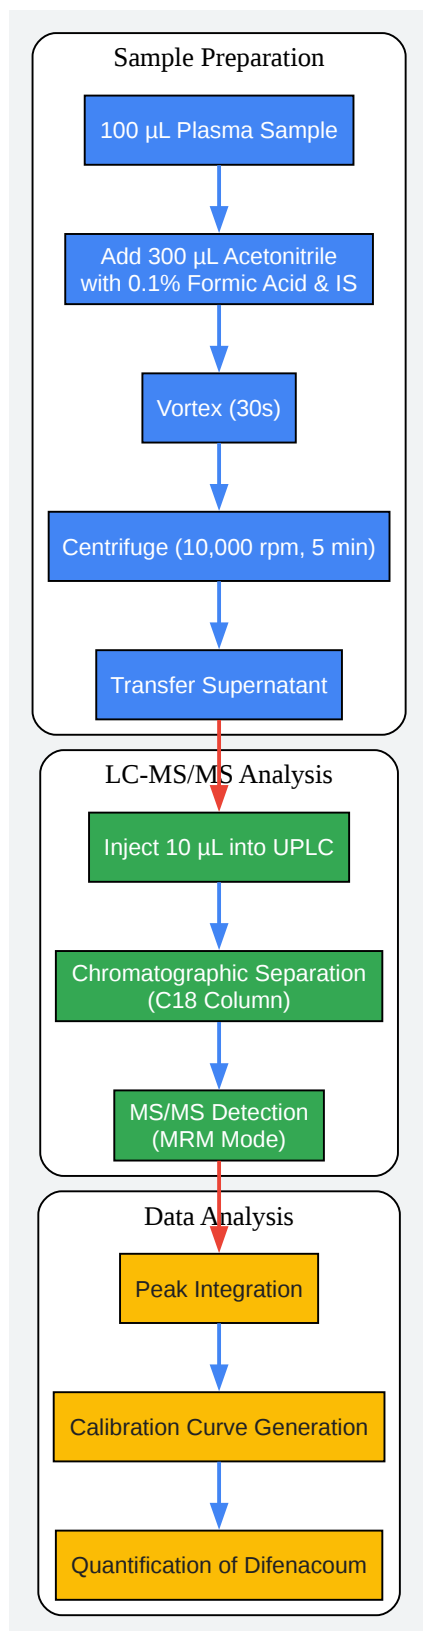 Sample Preparation
100 µL Plasma Sample
Add 300 µL Acetonitrile
with 0.1% Formic Acid & IS
Vortex (30s)
Centrifuge (10,000 rpm, 5 min)
Transfer Supernatant
LC-MS/MS Analysis
Inject 10 µL into UPLC
Chromatographic Separation
(C18 Column)
MS/MS Detection
(MRM Mode)
Data Analysis
Peak Integration
Calibration Curve Generation
Quantification of Difenacoum